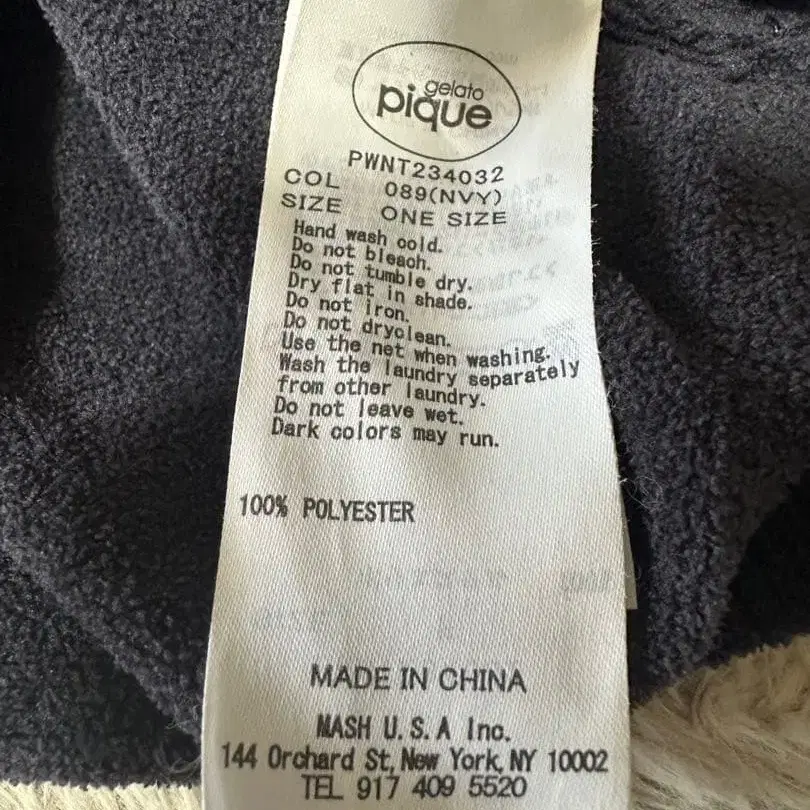 gelato
pique
PWNT234032
COL 089(NVY)
SIZE ONE SIZE
Hand wash cold.
Do not bleach.
Do not tumble dry.
Dry flat in shade.
Do not iron.
Do not dryclean.
Use the net when washing.
Wash the laundry separately
from other laundry.
Do not leave wet.
Dark colors may run.
100% POLYESTER
MADE IN CHINA
MASH U.S.A Inc.
144 Orchard St, New York, NY 10002
TEL 917 409 5520